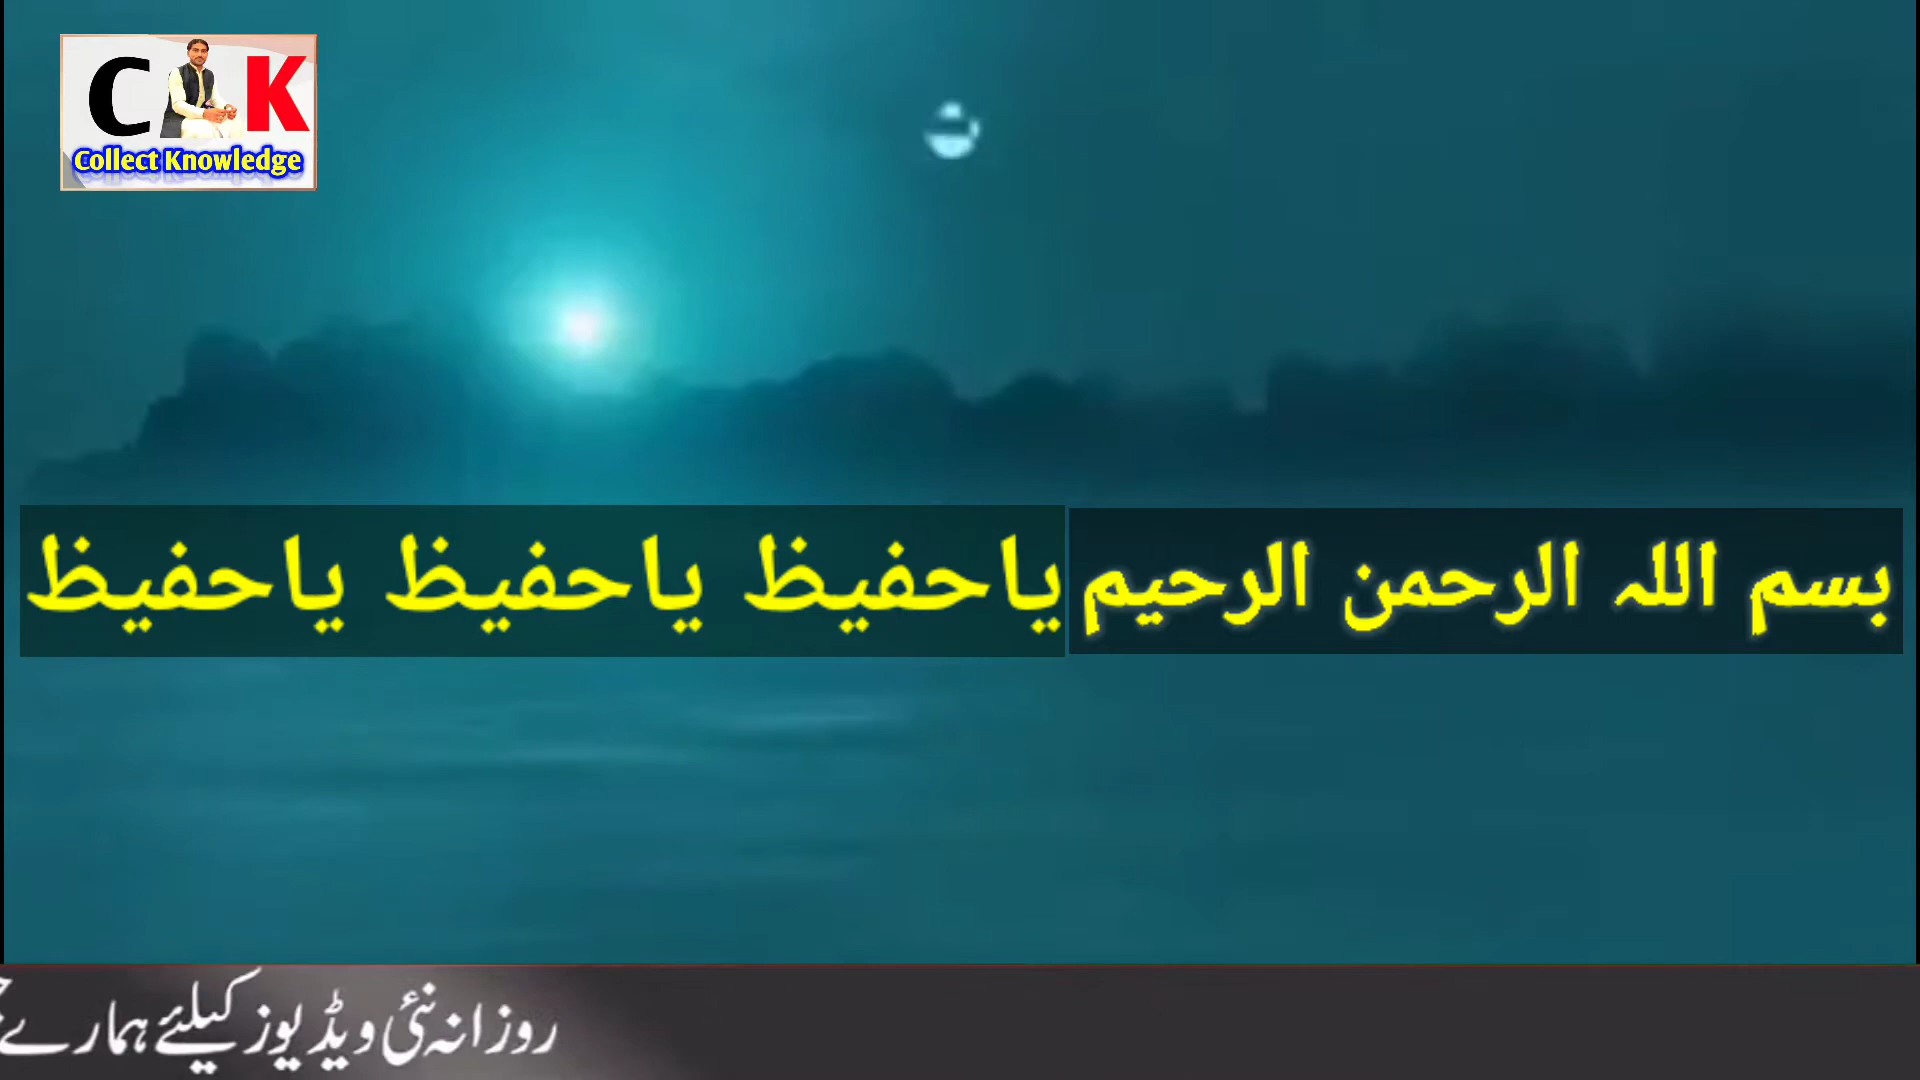 C K
Collect Knowledge
بسم اللہ الرحمن الرحیم یاحفیظ یاحفیظ یاحفیظ
روزانہ نئی ویڈیوز کیلئے ہمارے